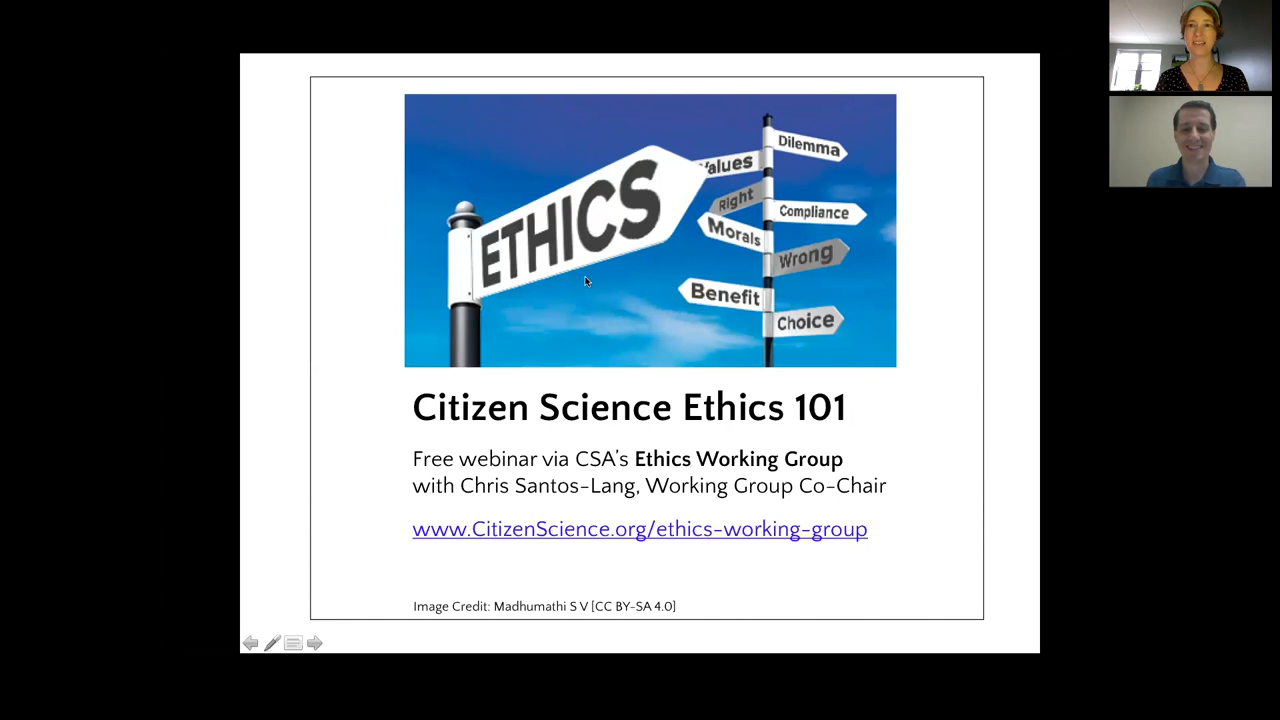 ETHICS
Values
Dilemma
Right
Compliance
Morals
Wrong
Benefit
Choice
Citizen Science Ethics 101
Free webinar via CSA's Ethics Working Group
with Chris Santos-Lang, Working Group Co-Chair
www.CitizenScience.org/ethics-working-group
Image Credit: Madhumathi S V [CC BY-SA 4.0]